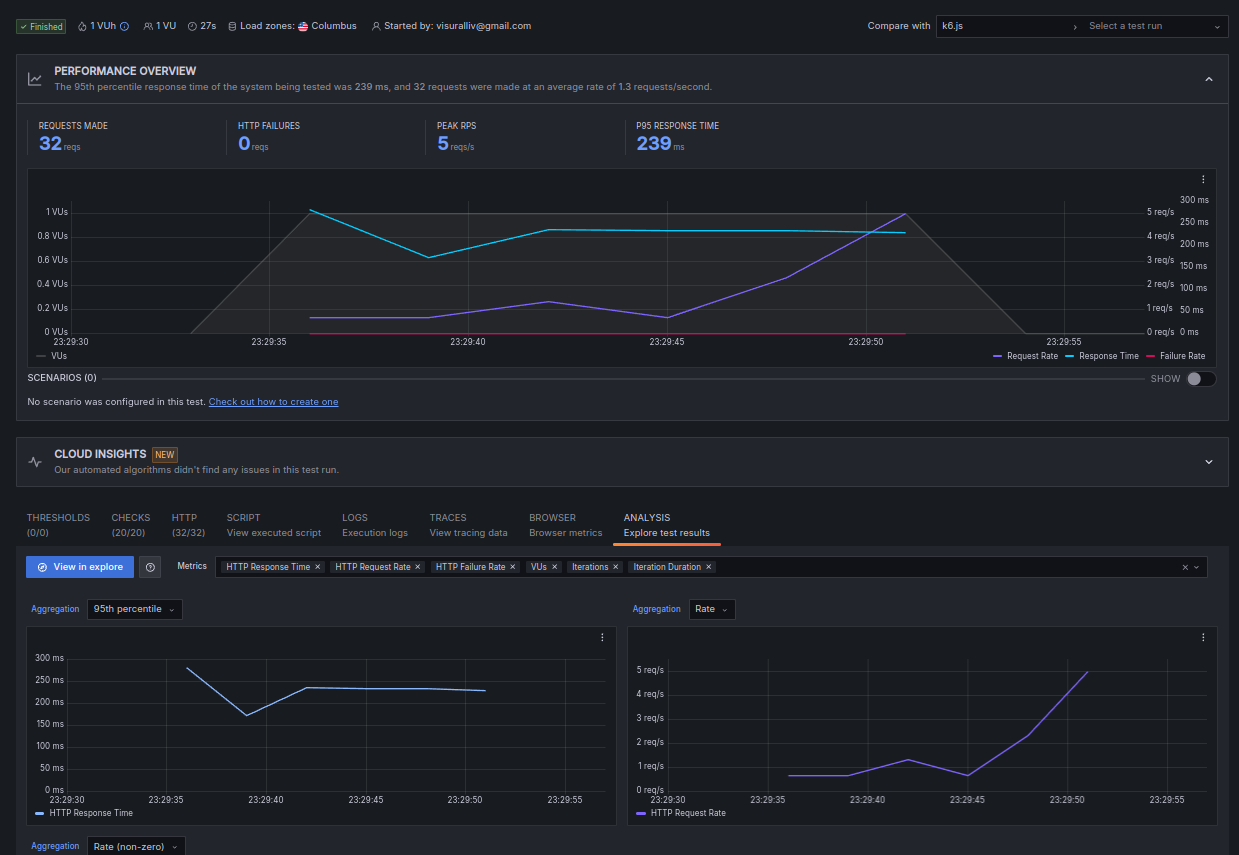 Finished 1 VUh 1 VU 27s Load zones: Columbus Started by: visuralliv@gmail.com Compare with k6.js Select a test run
PERFORMANCE OVERVIEW
The 95th percentile response time of the system being tested was 239 ms, and 32 requests were made at an average rate of 1.3 requests/second.
REQUESTS MADE HTTP FAILURES PEAK RPS P95 RESPONSE TIME
32 reqs 0 reqs 5 reqs/s 239 ms
300 ms
1 VUs 5 req/s
250 ms
0.8 VUs 4 req/s
200 ms
0.6 VUs 3 req/s
150 ms
0.4 VUs 2 req/s
100 ms
0.2 VUs 1 req/s
50 ms
0 VUs 0 req/s 0 ms
23:29:30 23:29:35 23:29:40 23:29:45 23:29:50 23:29:55
VUs Request Rate Response Time Failure Rate
SCENARIOS (0) SHOW
No scenario was configured in this test. Check out how to create one
CLOUD INSIGHTS NEW
Our automated algorithms didn't find any issues in this test run.
THRESHOLDS CHECKS HTTP SCRIPT LOGS TRACES BROWSER ANALYSIS
(0/0) (20/20) (32/32) View executed script Execution logs View tracing data Browser metrics Explore test results
View in explore Metrics HTTP Response Time HTTP Request Rate HTTP Failure Rate VUs Iterations Iteration Duration
Aggregation 95th percentile
300 ms
250 ms
200 ms
150 ms
100 ms
50 ms
0 ms
23:29:30 23:29:35 23:29:40 23:29:45 23:29:50 23:29:55
HTTP Response Time
Aggregation Rate
5 req/s
4 req/s
3 req/s
2 req/s
1 req/s
0 req/s
23:29:30 23:29:35 23:29:40 23:29:45 23:29:50 23:29:55
HTTP Request Rate
Aggregation Rate (non-zero)